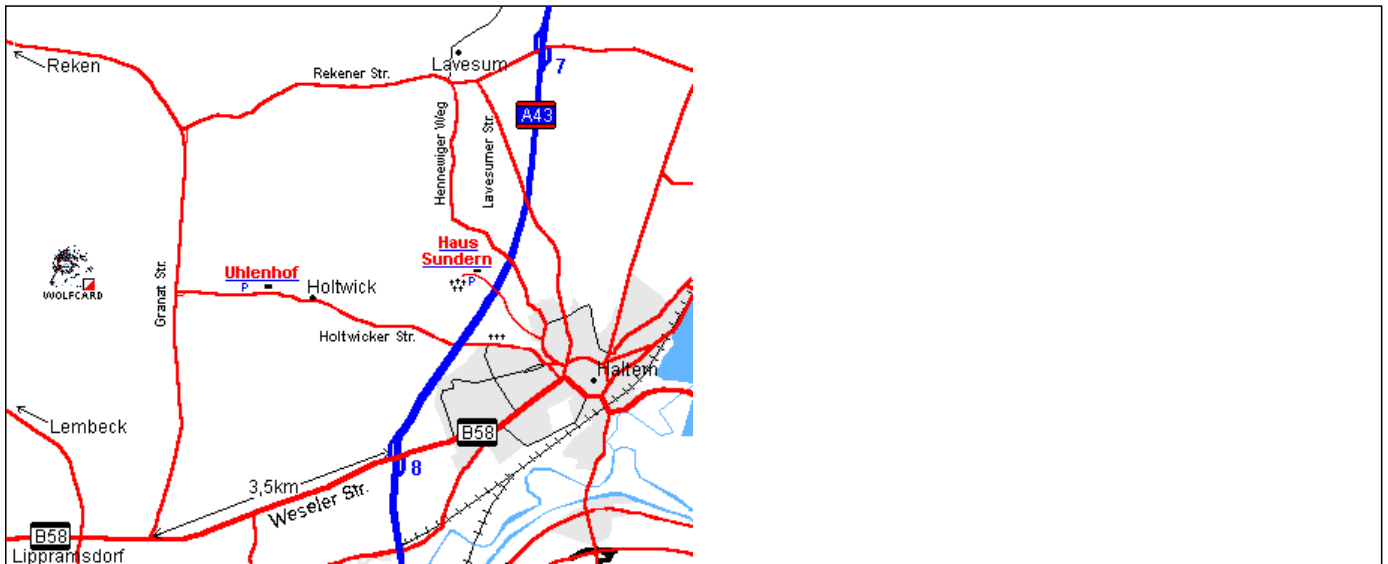 Lavesum
Reken
7
Rekener Str.
A43
Hennewiger Weg
Lavesumer Str.
Haus
Sundern
P
Uhlenhof
P
Holtwick
WOLFCARD
Granat Str.
Holtwicker Str.
Haltern
Lembeck
B58
8
3,5km
Weseler Str.
B58
Lippramsdorf